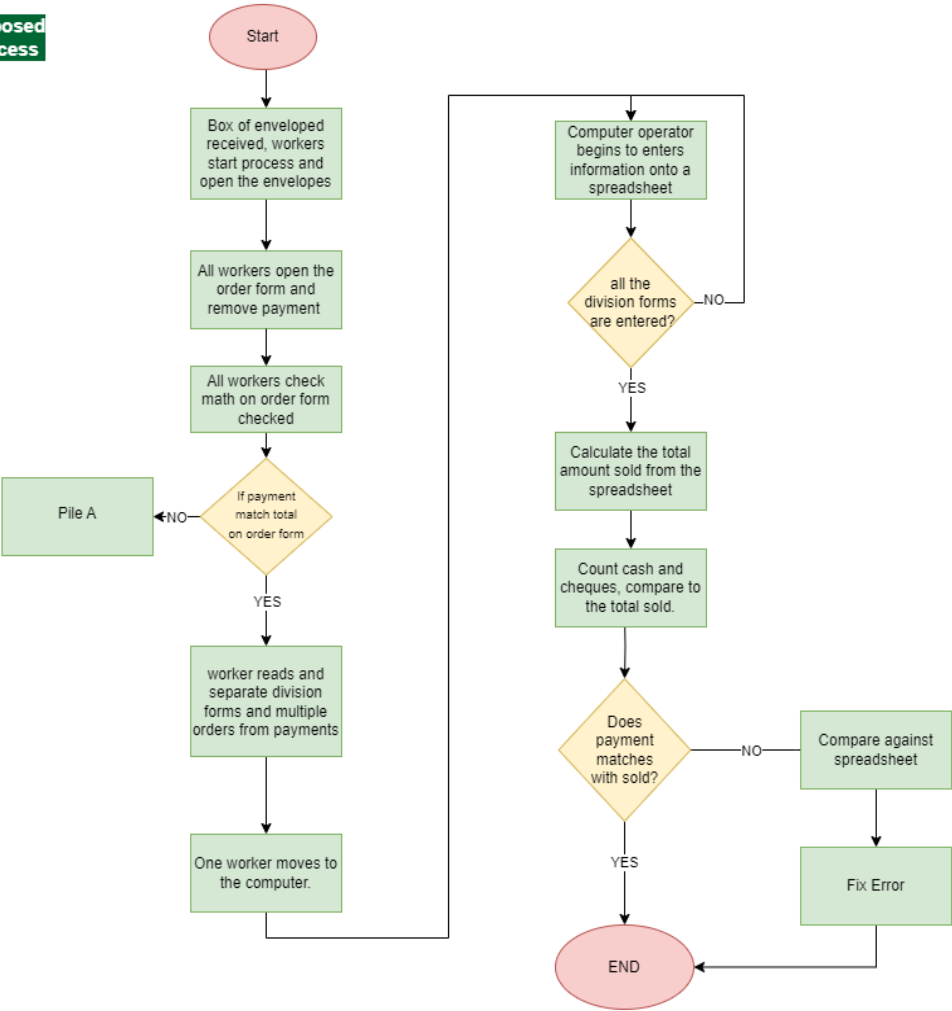 Start
Box of enveloped
received, workers
start process and
open the envelopes
All workers open the
order form and
remove payment
All workers check
math on order form
checked
If payment
match total
on order form
NO
Pile A
YES
worker reads and
separate division
forms and multiple
orders from payments
One worker moves to
the computer.
Computer operator
begins to enters
information onto a
spreadsheet
all the
division forms
are entered?
NO
YES
Calculate the total
amount sold from the
spreadsheet
Count cash and
cheques, compare to
the total sold.
Does
payment
matches
with sold?
NO
Compare against
spreadsheet
Fix Error
YES
END